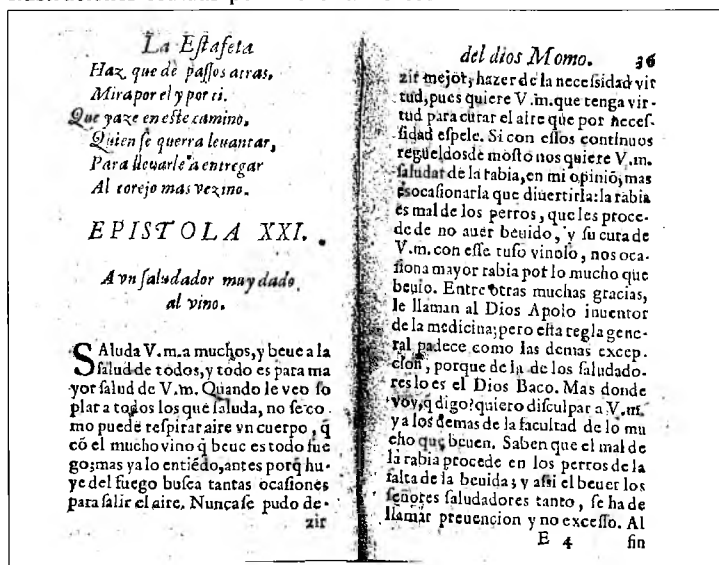 La Eſtafeta
Haz que dè paſſos atras,
Mira por el y por ti.
Que yaze en eſte camino,
Quien ſe querra leuantar,
Para lleuarle a entregar
Al torejo mas vezino.
EPISTOLA XXI.
A vn ſaludador muy dado
al vino.
SAluda V.m.a muchos,y beue a la
ſalud de todos,y todo es para ma
yor ſalud de V.m. Quando le veo ſo
plar a todos los que ſaluda, no ſe co
mo puede reſpirar aire vn cuerpo, q̃
cõ el mucho vino q̃ beue es todo fue
go;mas ya lo entiẽdo,antes porq̃ hu-
ye del fuego buſca tantas ocaſiones
para ſalir el aire. Nunca ſe pudo de-
zir
del dios Momo. 36
zir mejor, hazer de la neceſsidad vir
tud,pues quiere V.m.que tenga vir-
tud para curar el aire que por neceſ-
ſidad eſpele. Si con eſſos continuos
regueldos de moſto nos quiere V.m.
ſaludar de la rabia,en mi opiniõ, mas
es ocaſionarla que diuertirla:la rabia
es mal de los perros, que les proce-
de de no auer beuido, y ſu cura de
V.m. con eſſe tufo vinoſo, nos oca-
ſiona mayor rabia por lo mucho que
beuio. Entre otras muchas gracias,
le llaman al Dios Apolo inuentor
de la medicina;pero eſta regla gene-
ral padece como las demas excep-
cion, porque de la de los ſaludado-
res lo es el Dios Baco. Mas donde
voy,q̃ digo?quiero diſculpar a V.m.
y a los demas de la facultad de lo mu
cho que beuen. Saben que el mal de
la rabia procede en los perros de la
falta de la beuida; y aſsi el beuer los
ſeñores ſaludadores tanto, ſe ha de
llamar preuencion y no exceſſo. Al
E 4 fin